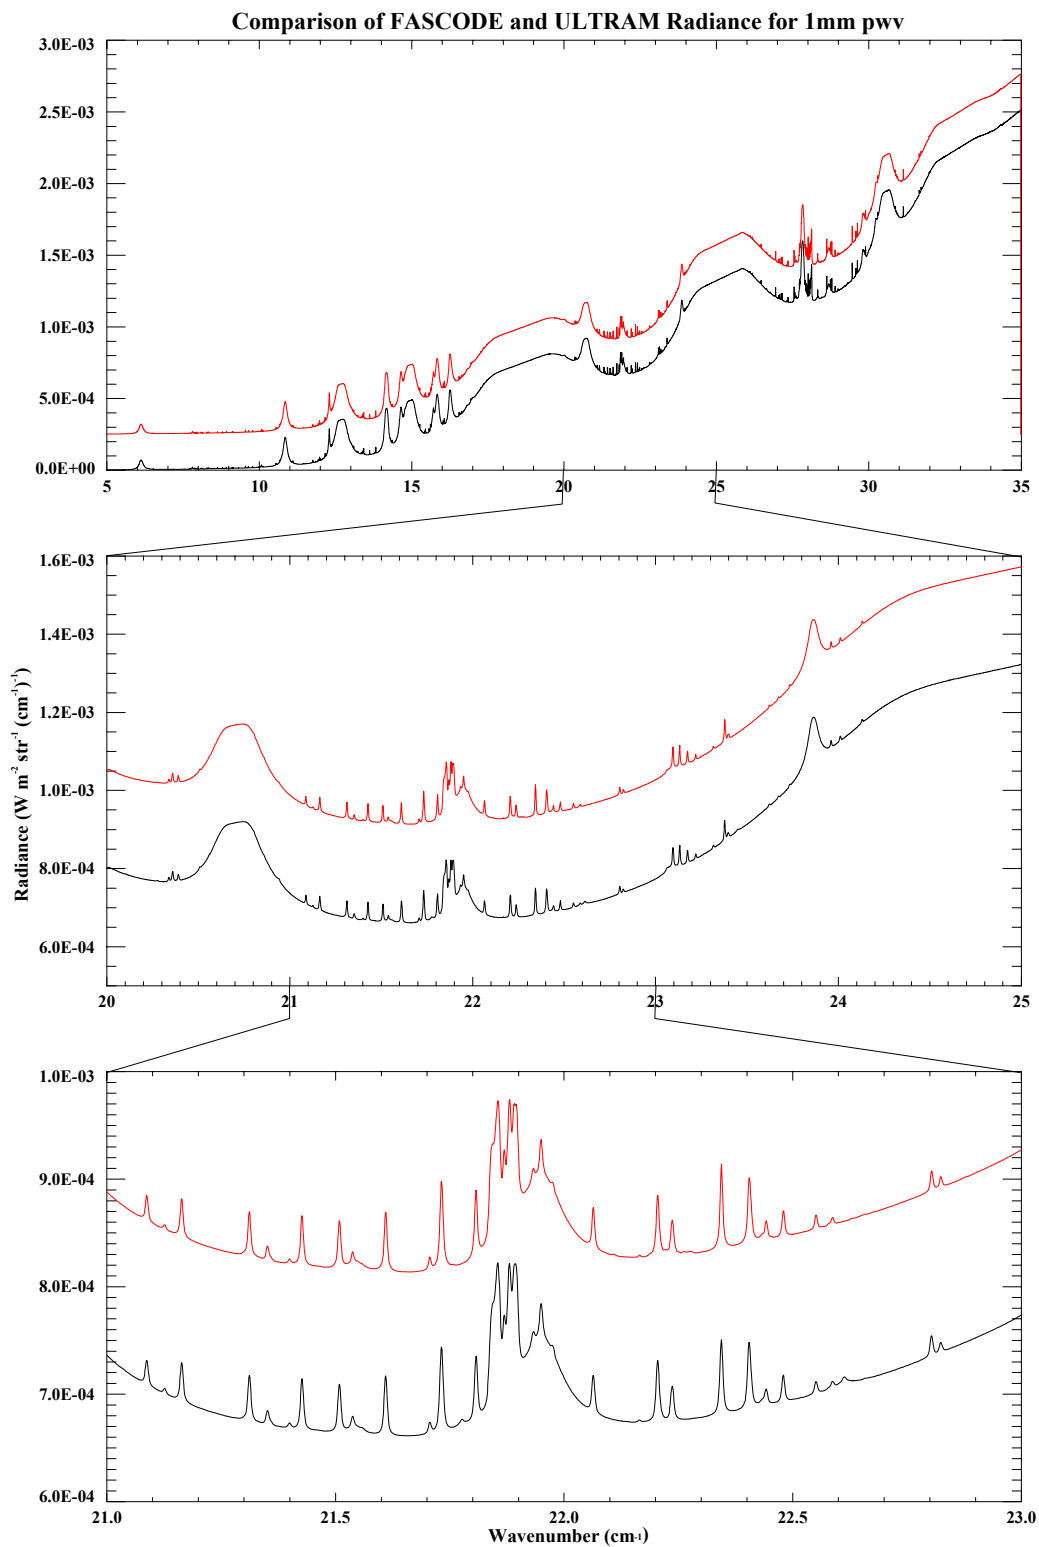 Comparison of FASCODE and ULTRAM Radiance for 1mm pwv
3.0E-03
2.5E-03
2.0E-03
1.5E-03
1.0E-03
5.0E-04
0.0E+00
5 10 15 20 25 30 35
1.6E-03
1.4E-03
1.2E-03
1.0E-03
8.0E-04
6.0E-04
Radiance (W m-2 str-1 (cm-1)-1)
20 21 22 23 24 25
1.0E-03
9.0E-04
8.0E-04
7.0E-04
6.0E-04
21.0 21.5 22.0 22.5 23.0
Wavenumber (cm-1)